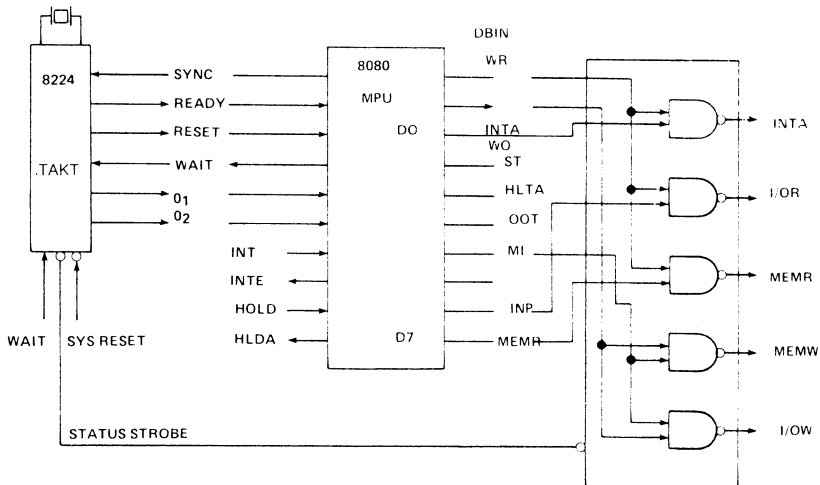 8224
.TAKT
SYNC
READY
RESET
WAIT
01
02
WAIT
SYS RESET
STATUS STROBE
INT
INTE
HOLD
HLDA
8080
MPU
DO
D7
DBIN
WR
INTA
WO
ST
HLTA
OOT
MI
INP
MEMR
INTA
I/OR
MEMR
MEMW
I/OW